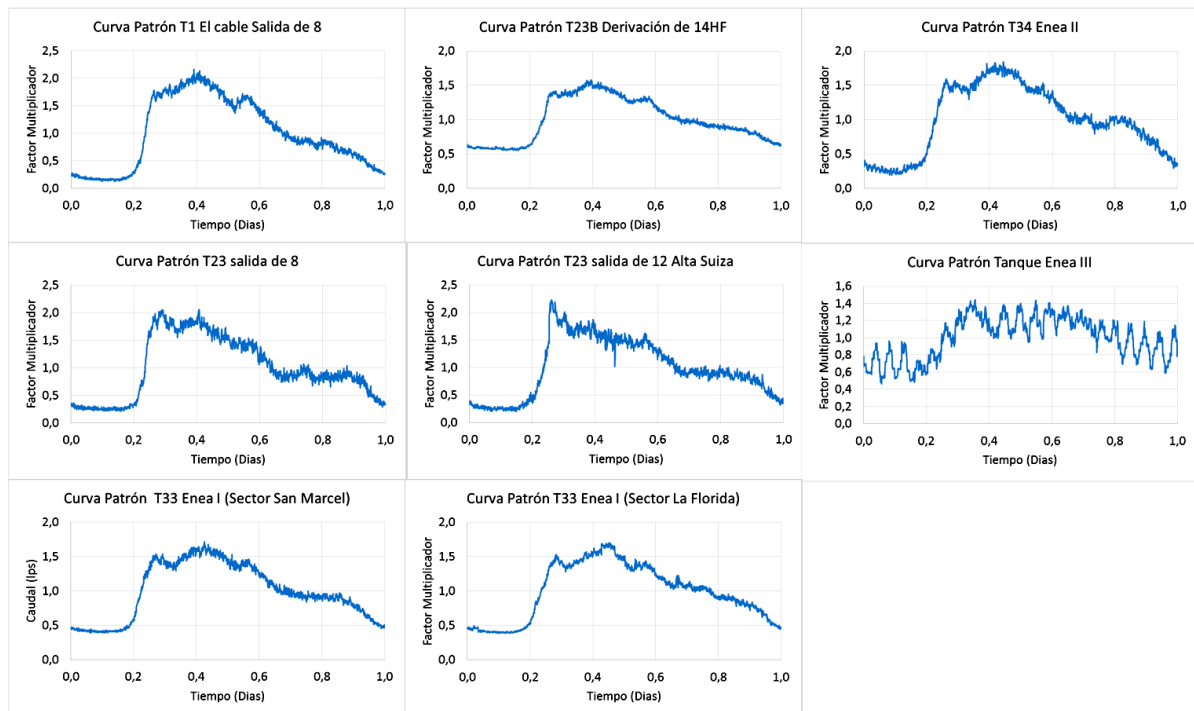 Curva Patrón T1 El cable Salida de 8
Factor Multiplicador
2,5
2,0
1,5
1,0
0,5
0,0
0,0 0,2 0,4 0,6 0,8 1,0
Tiempo (Dias)
Curva Patrón T23B Derivación de 14HF
Factor Multiplicador
2,5
2,0
1,5
1,0
0,5
0,0
0,0 0,2 0,4 0,6 0,8 1,0
Tiempo (Dias)
Curva Patrón T34 Enea II
Factor Multiplicador
2,0
1,5
1,0
0,5
0,0
0,0 0,2 0,4 0,6 0,8 1,0
Tiempo (Dias)
Curva Patrón T23 salida de 8
Factor Multiplicador
2,5
2,0
1,5
1,0
0,5
0,0
0,0 0,2 0,4 0,6 0,8 1,0
Tiempo (Dias)
Curva Patrón T23 salida de 12 Alta Suiza
Factor Multiplicador
2,5
2,0
1,5
1,0
0,5
0,0
0,0 0,2 0,4 0,6 0,8 1,0
Tiempo (Dias)
Curva Patrón Tanque Enea III
Factor Multiplicador
1,6
1,4
1,2
1,0
0,8
0,6
0,4
0,2
0,0
0,0 0,2 0,4 0,6 0,8 1,0
Tiempo (Dias)
Curva Patrón T33 Enea I (Sector San Marcel)
Caudal (lps)
2,0
1,5
1,0
0,5
0,0
0,0 0,2 0,4 0,6 0,8 1,0
Tiempo (Dias)
Curva Patrón T33 Enea I (Sector La Florida)
Factor Multiplicador
2,0
1,5
1,0
0,5
0,0
0,0 0,2 0,4 0,6 0,8 1,0
Tiempo (Dias)